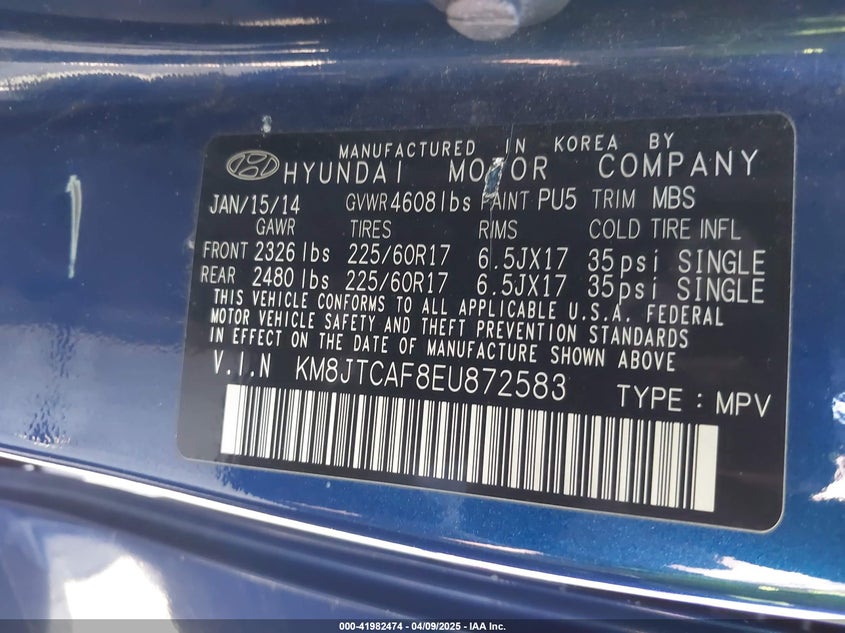 MANUFACTURED IN KOREA BY
HYUNDAI MOTOR COMPANY
JAN/15/14 GVWR 4608 lbs PAINT PU5 TRIM MBS
GAWR TIRES RIMS COLD TIRE INFL
FRONT 2326 lbs 225/60R17 6.5JX17 35 psi SINGLE
REAR 2480 lbs 225/60R17 6.5JX17 35 psi SINGLE
THIS VEHICLE CONFORMS TO ALL APPLICABLE U.S.A. FEDERAL
MOTOR VEHICLE SAFETY AND THEFT PREVENTION STANDARDS
IN EFFECT ON THE DATE OF MANUFACTURE SHOWN ABOVE
V.I.N KM8JTCAF8EU872583 TYPE : MPV
000-41982474 | 04/09/2025 - IAA Inc.